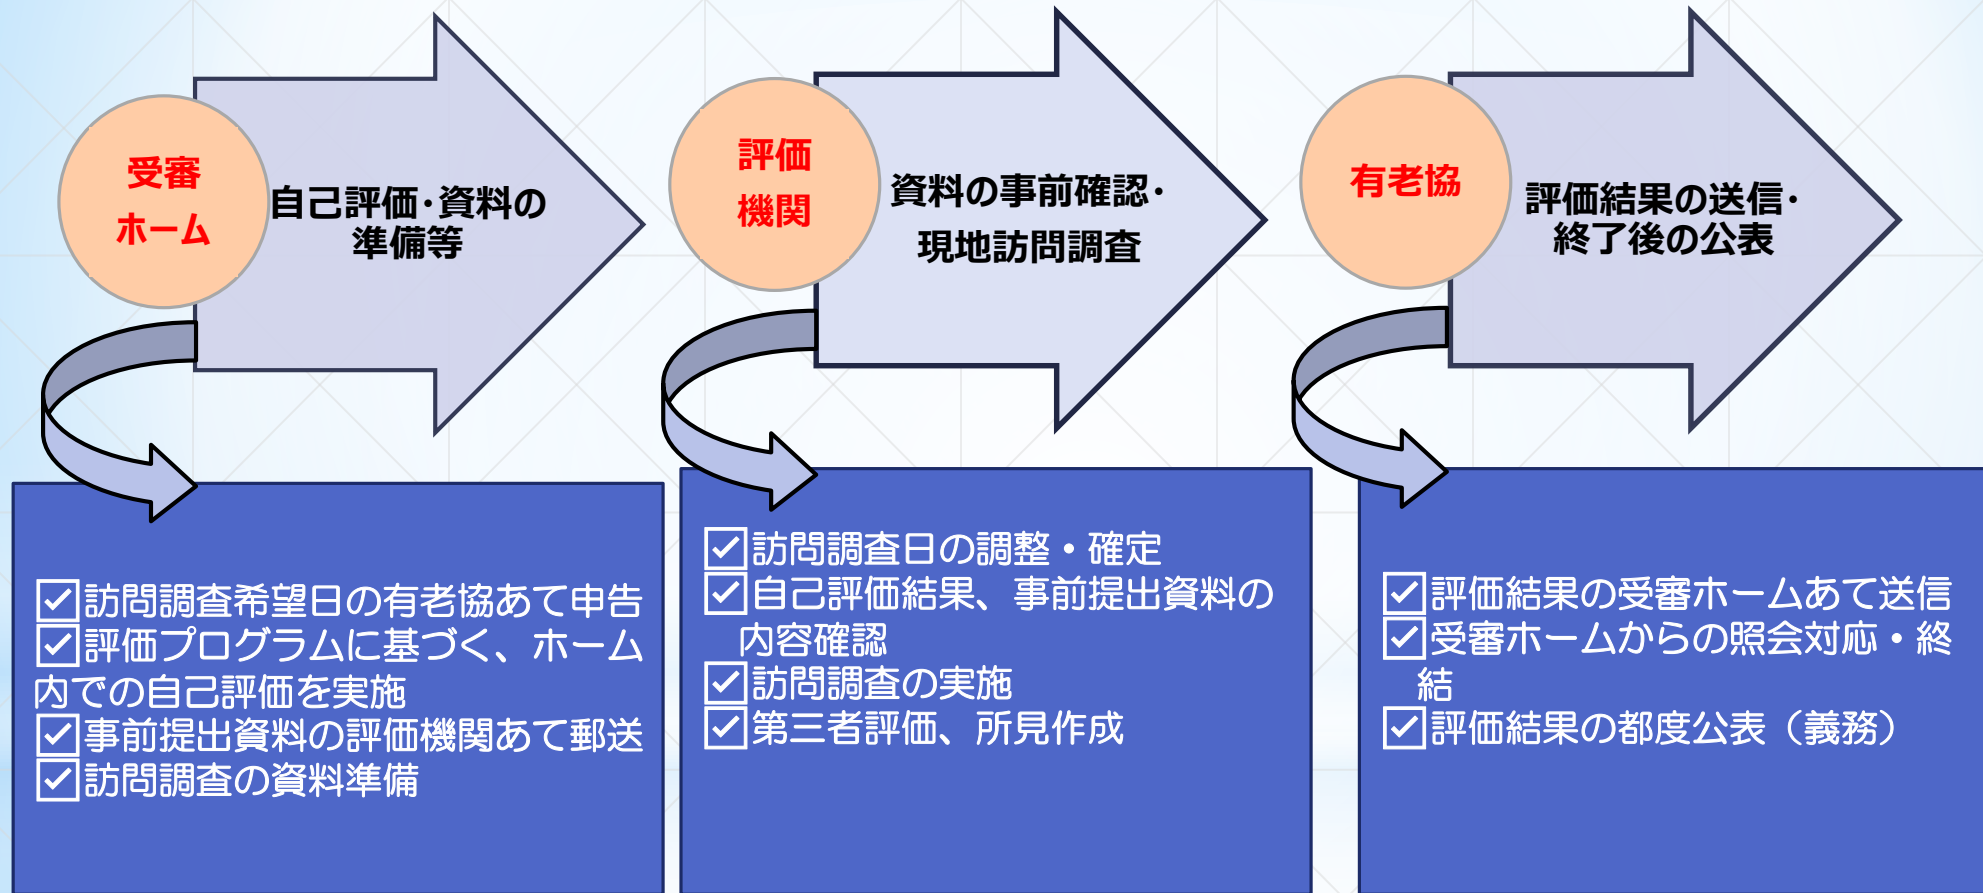 受審
ホーム
自己評価・資料の
準備等
☑訪問調査希望日の有老協あて申告
☑評価プログラムに基づく、ホーム
内での自己評価を実施
☑事前提出資料の評価機関あて郵送
☑訪問調査の資料準備
評価
機関
資料の事前確認・
現地訪問調査
☑訪問調査日の調整・確定
☑自己評価結果、事前提出資料の
内容確認
☑訪問調査の実施
☑第三者評価、所見作成
有老協
評価結果の送信・
終了後の公表
☑評価結果の受審ホームあて送信
☑受審ホームからの照会対応・終
結
☑評価結果の都度公表（義務）